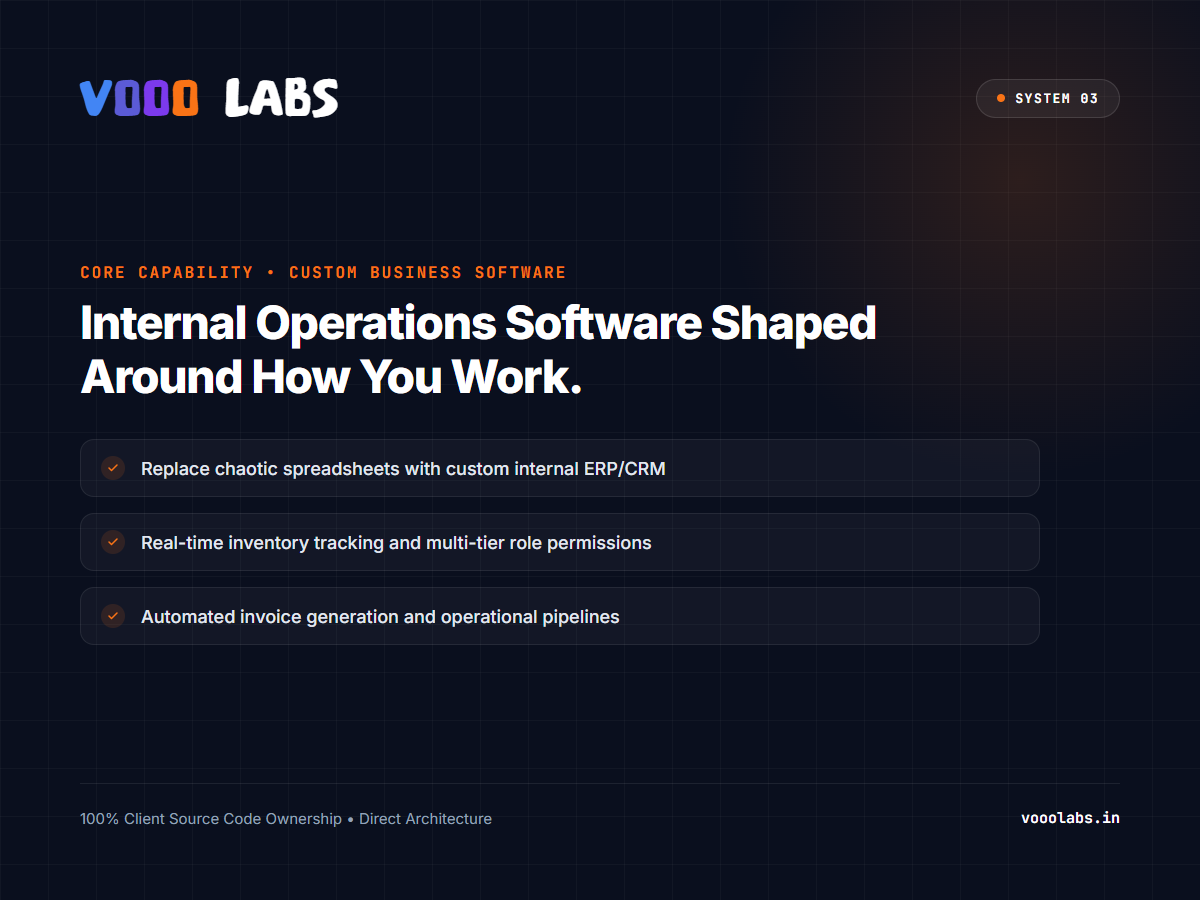 VOOO LABS
SYSTEM 03
CORE CAPABILITY • CUSTOM BUSINESS SOFTWARE
Internal Operations Software Shaped
Around How You Work.
Replace chaotic spreadsheets with custom internal ERP/CRM
Real-time inventory tracking and multi-tier role permissions
Automated invoice generation and operational pipelines
100% Client Source Code Ownership • Direct Architecture
vooolabs.in